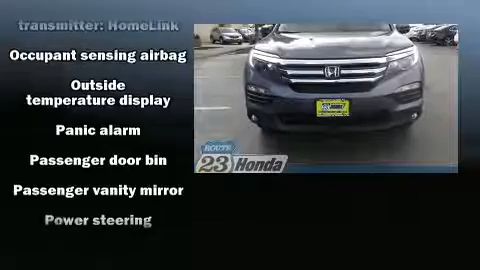 transmitter: HomeLink
Occupant sensing airbag
Outside
temperature display
Panic alarm
Passenger door bin
Passenger vanity mirror
Power steering
ROUTE
23 Honda